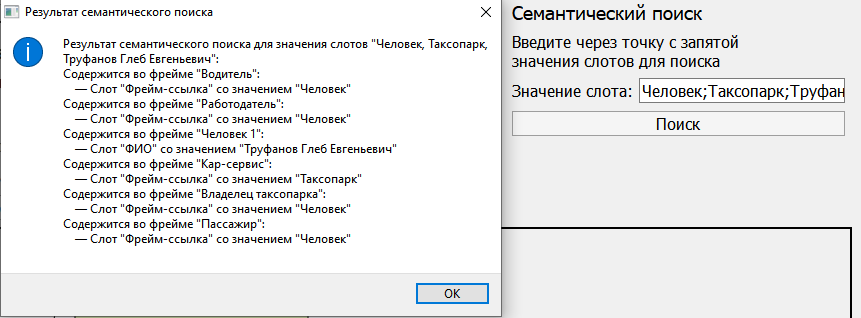 Результат семантического поиска
Результат семантического поиска для значения слотов "Человек, Таксопарк,
Труфанов Глеб Евгеньевич":
Содержится во фрейме "Водитель":
— Слот "Фрейм-ссылка" со значением "Человек"
Содержится во фрейме "Работодатель":
— Слот "Фрейм-ссылка" со значением "Человек"
Содержится во фрейме "Человек 1":
— Слот "ФИО" со значением "Труфанов Глеб Евгеньевич"
Содержится во фрейме "Кар-сервис":
— Слот "Фрейм-ссылка" со значением "Таксопарк"
Содержится во фрейме "Владелец таксопарка":
— Слот "Фрейм-ссылка" со значением "Человек"
Содержится во фрейме "Пассажир":
— Слот "Фрейм-ссылка" со значением "Человек"
OK
Семантический поиск
Введите через точку с запятой
значения слотов для поиска
Значение слота: Человек;Таксопарк;Труфан
Поиск